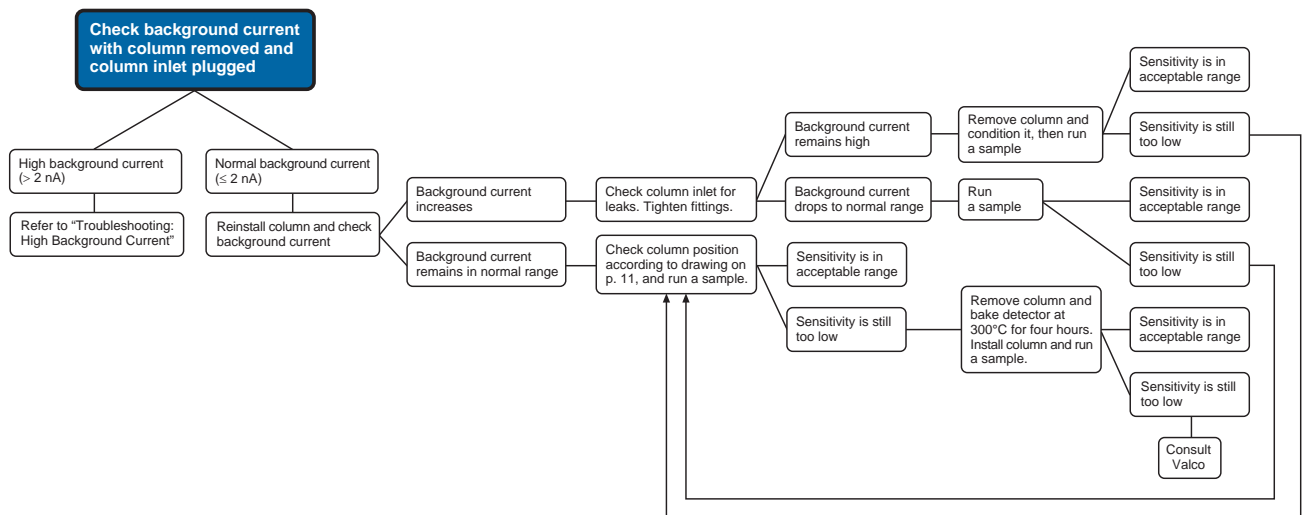 Check background current
with column removed and
column inlet plugged
High background current
(> 2 nA)
Refer to “Troubleshooting:
High Background Current”
Normal background current
(≤ 2 nA)
Reinstall column and check
background current
Background current
increases
Check column inlet for
leaks. Tighten fittings.
Background current
remains high
Remove column and
condition it, then run
a sample
Sensitivity is in
acceptable range
Sensitivity is still
too low
Background current
drops to normal range
Run
a sample
Sensitivity is in
acceptable range
Sensitivity is still
too low
Background current
remains in normal range
Check column position
according to drawing on
p. 11, and run a sample.
Sensitivity is in
acceptable range
Sensitivity is still
too low
Remove column and
bake detector at
300°C for four hours.
Install column and run
a sample.
Sensitivity is in
acceptable range
Sensitivity is still
too low
Consult
Valco